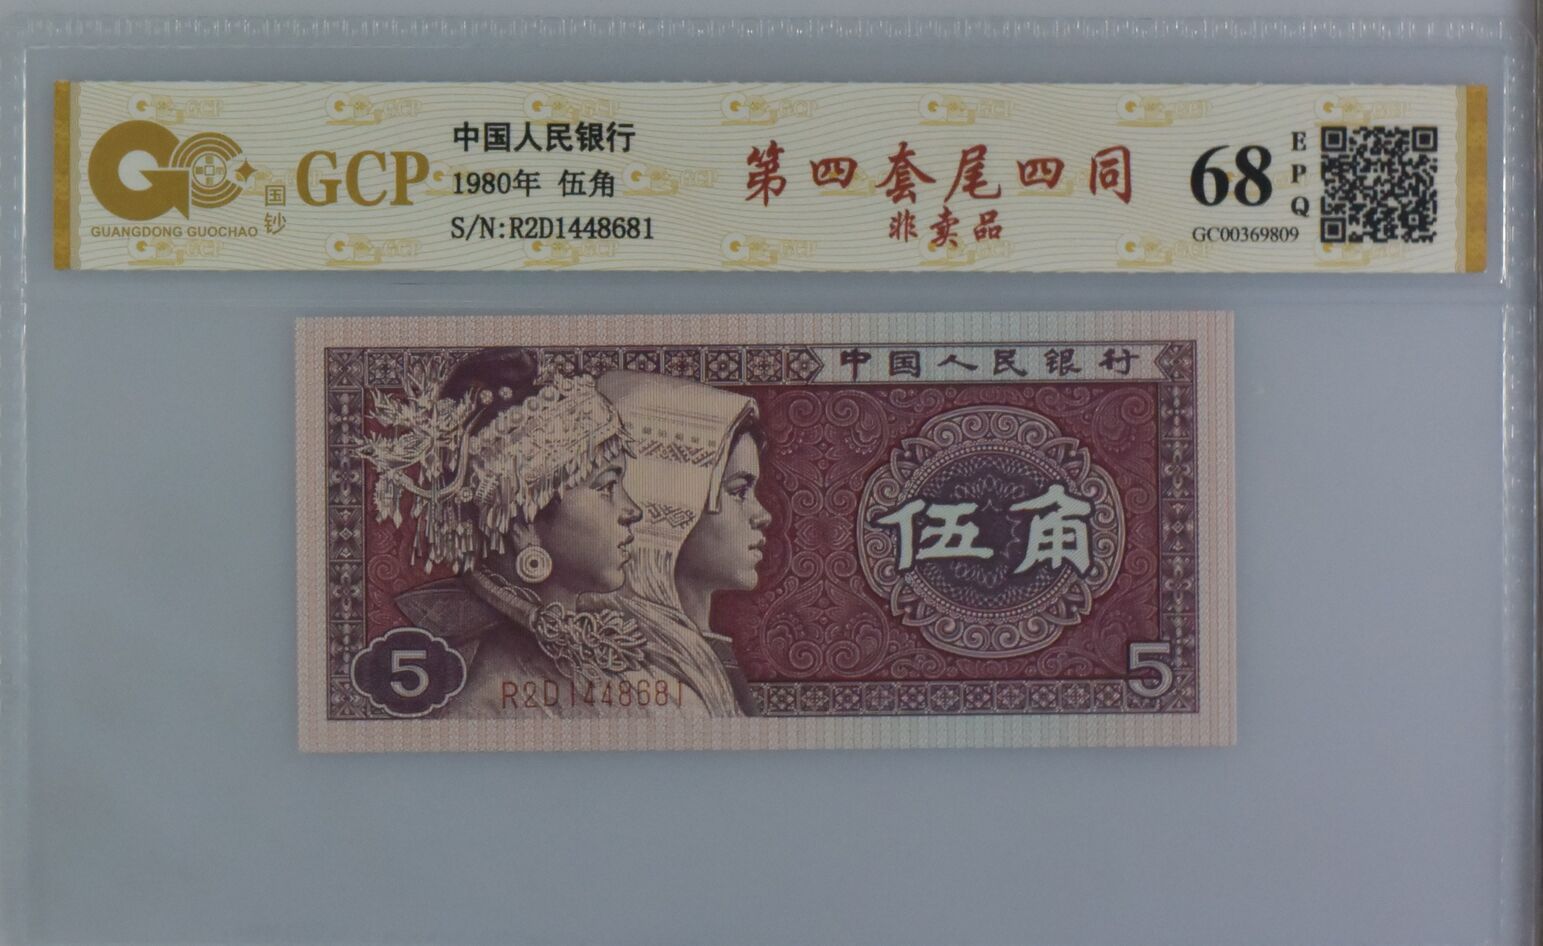 GUANGDONG GUOCHAO
国钞
GCP
中国人民银行
1980年 伍角
S/N:R2D1448681
第四套尾四同
非卖品
68
EPQ
GC00369809
中国人民银行
伍角
5
R2D1448681
5